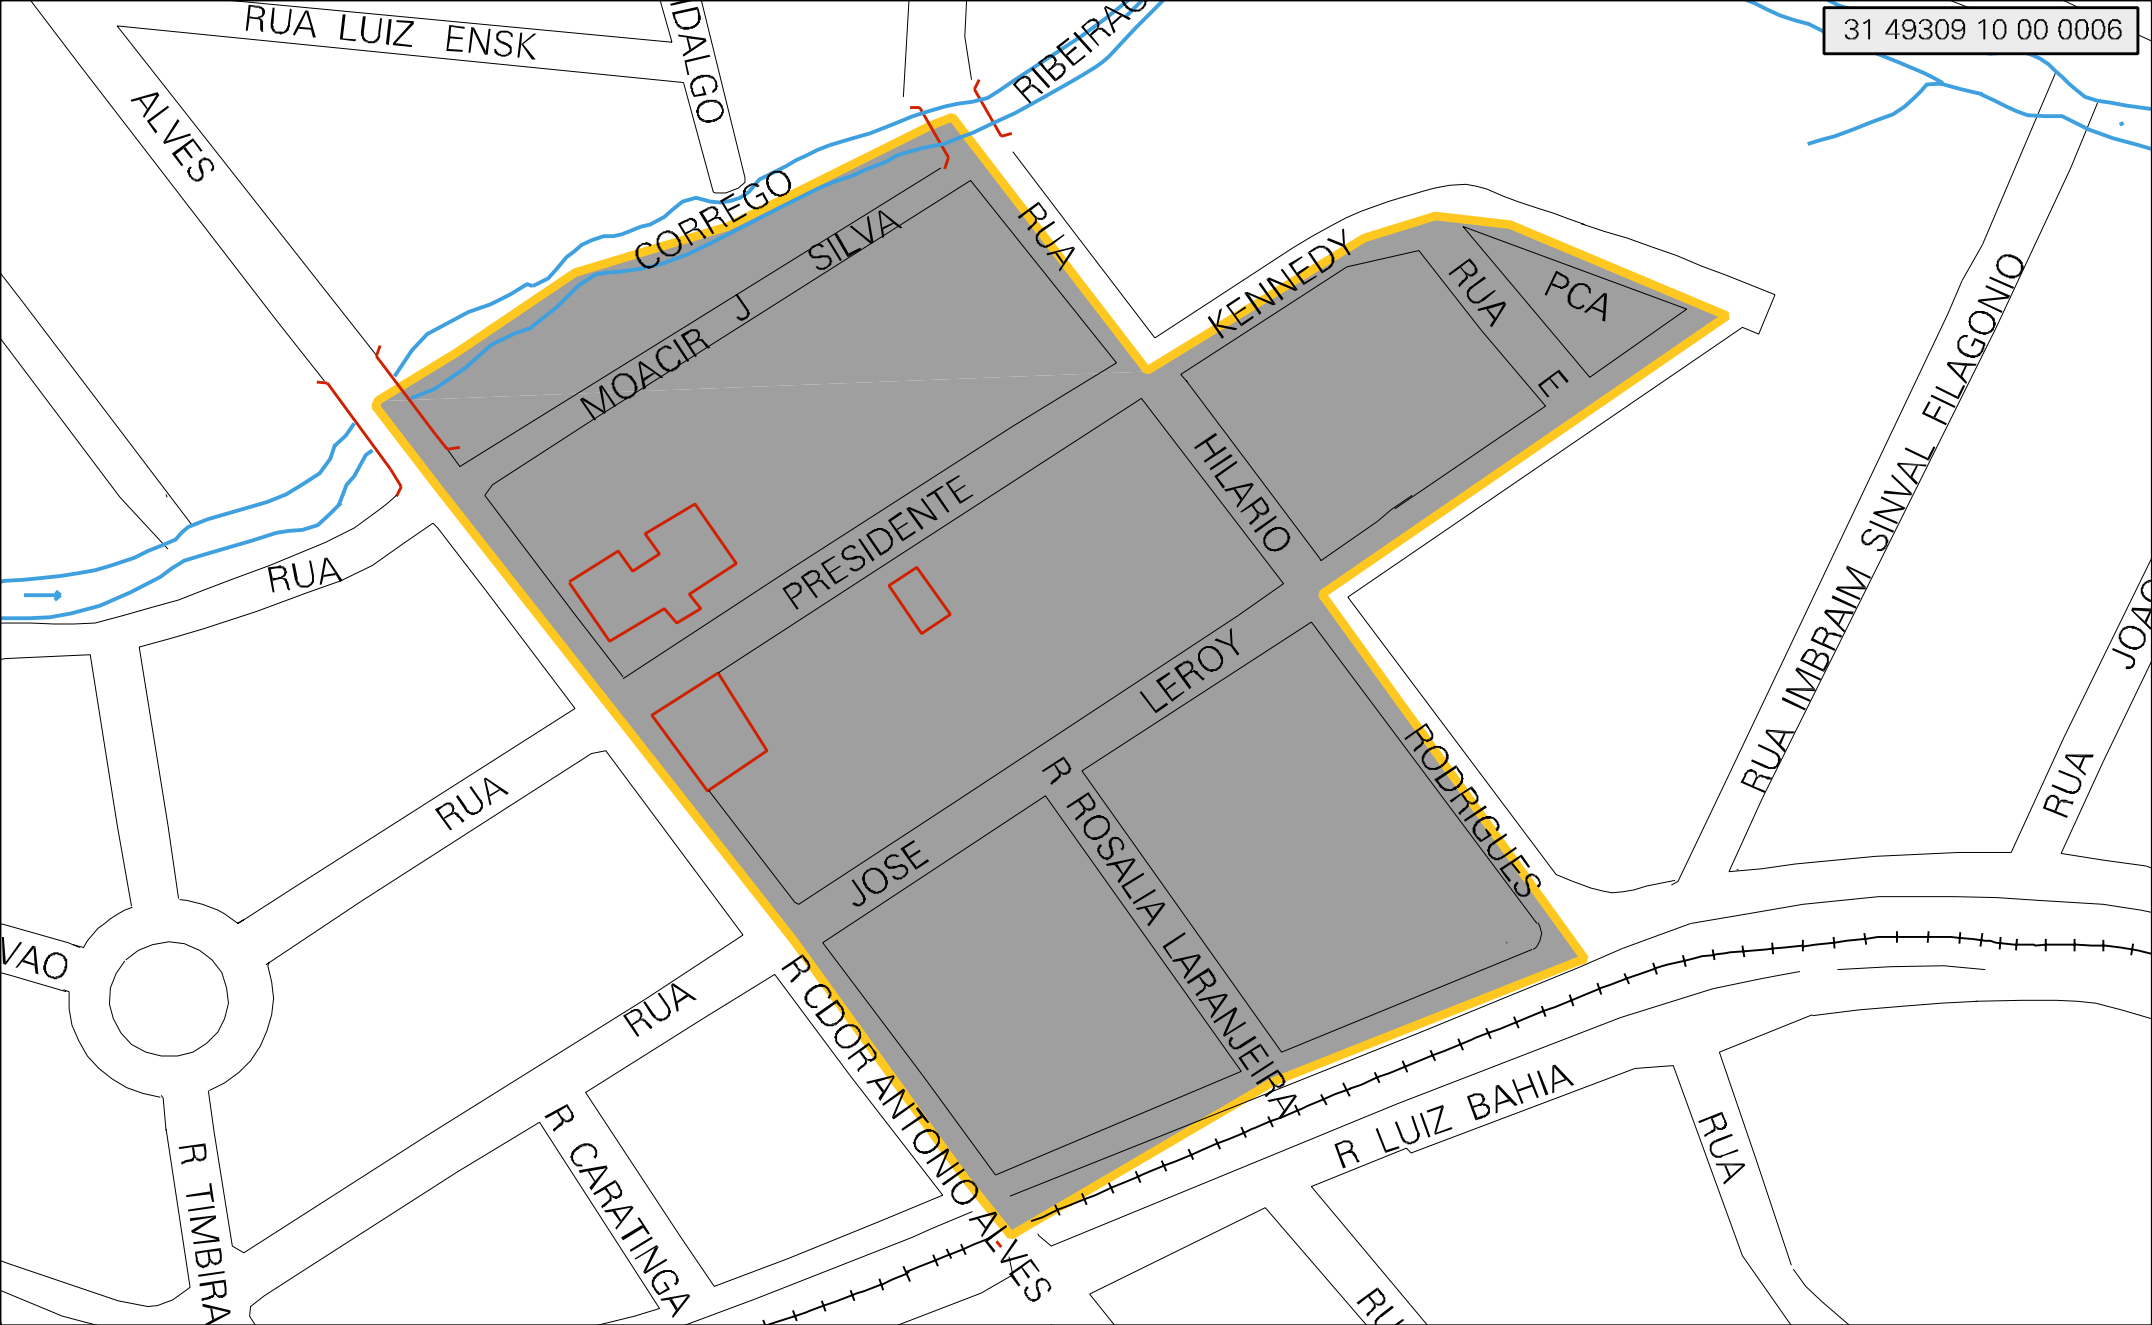 RUA LUIZ ENSK
IDALGO
RIBEIRAO
31 49309 10 00 0006
ALVES
CORREGO
RUA
SILVA
J
MOACIR
KENNEDY
RUA
PCA
E
RUA IMBRAIM SINVAL FILAGONIO
HILARIO
PRESIDENTE
RUA
LEROY
JOSE
R ROSALIA LARANJEIRA
RODRIGUES
RUA
RUA
VAO
RUA
R CDOR ANTONIO ALVES
R LUIZ BAHIA
R CARATINGA
R TIMBIRA
RUA